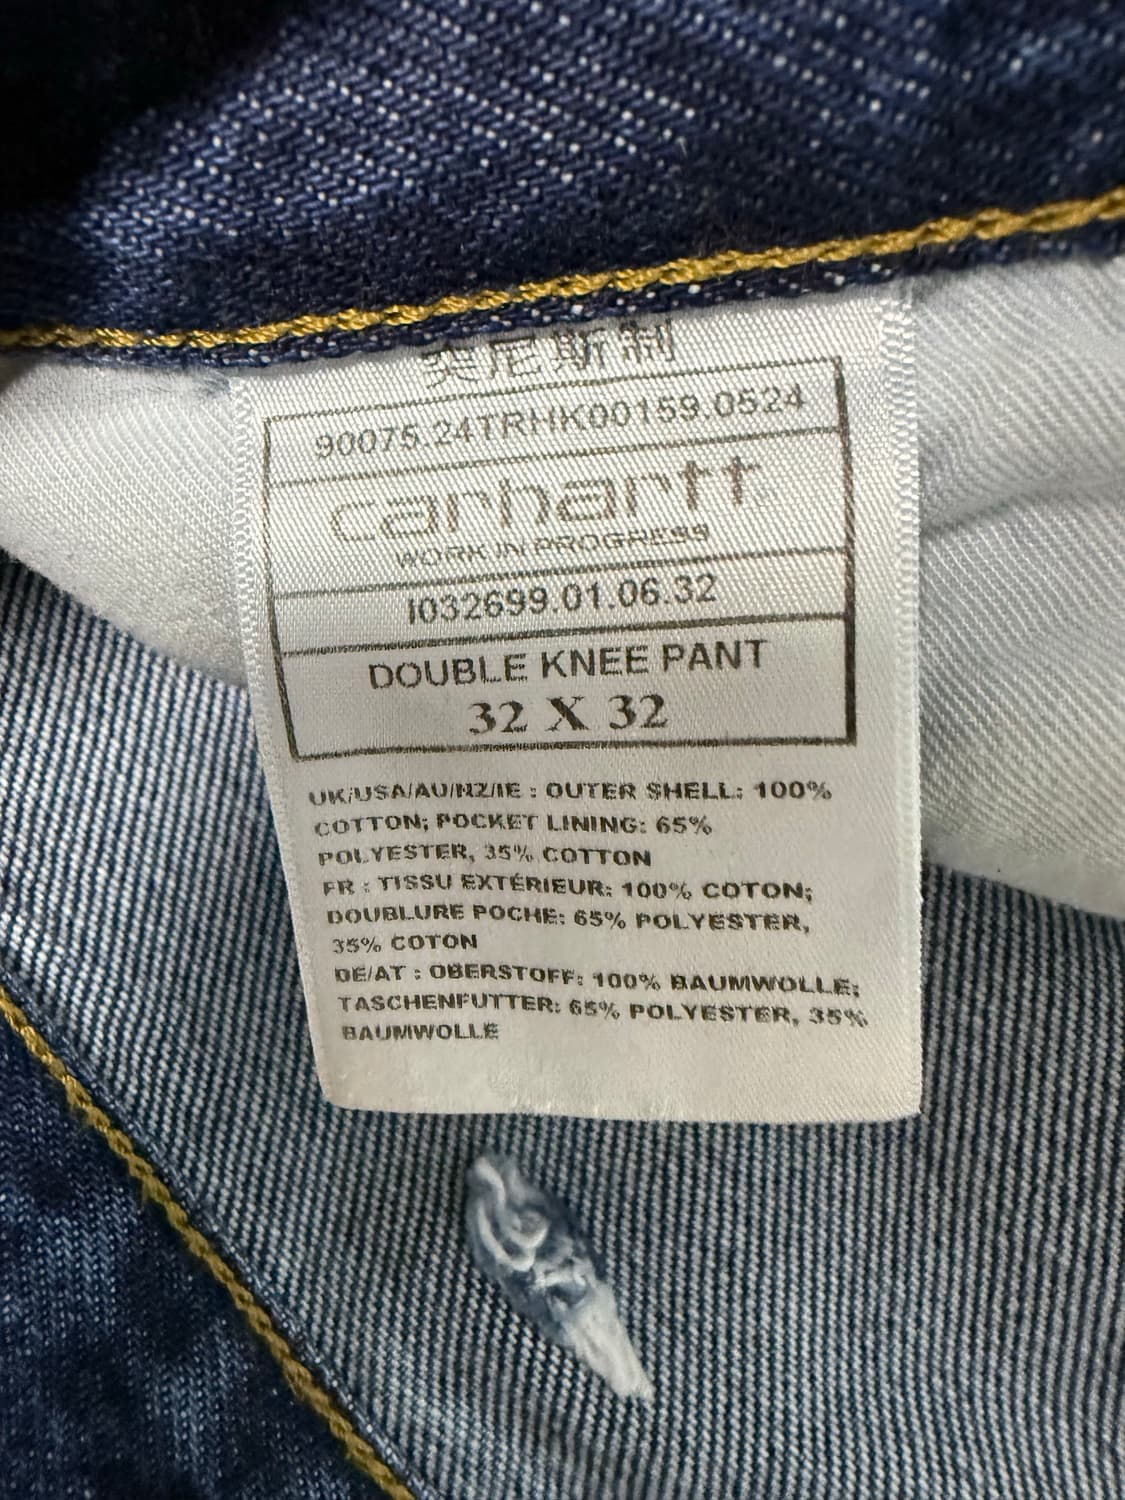 尼斯制
90075.24TRHK00159.0524
carhartt
WORK IN PROGRESS
I032699.01.06.32
DOUBLE KNEE PANT
32 X 32
UK/USA/AU/NZ/IE : OUTER SHELL: 100%
COTTON; POCKET LINING: 65%
POLYESTER, 35% COTTON
FR : TISSU EXTÉRIEUR: 100% COTON;
DOUBLURE POCHE: 65% POLYESTER,
35% COTON
DE/AT : OBERSTOFF: 100% BAUMWOLLE;
TASCHENFUTTER: 65% POLYESTER, 35%
BAUMWOLLE